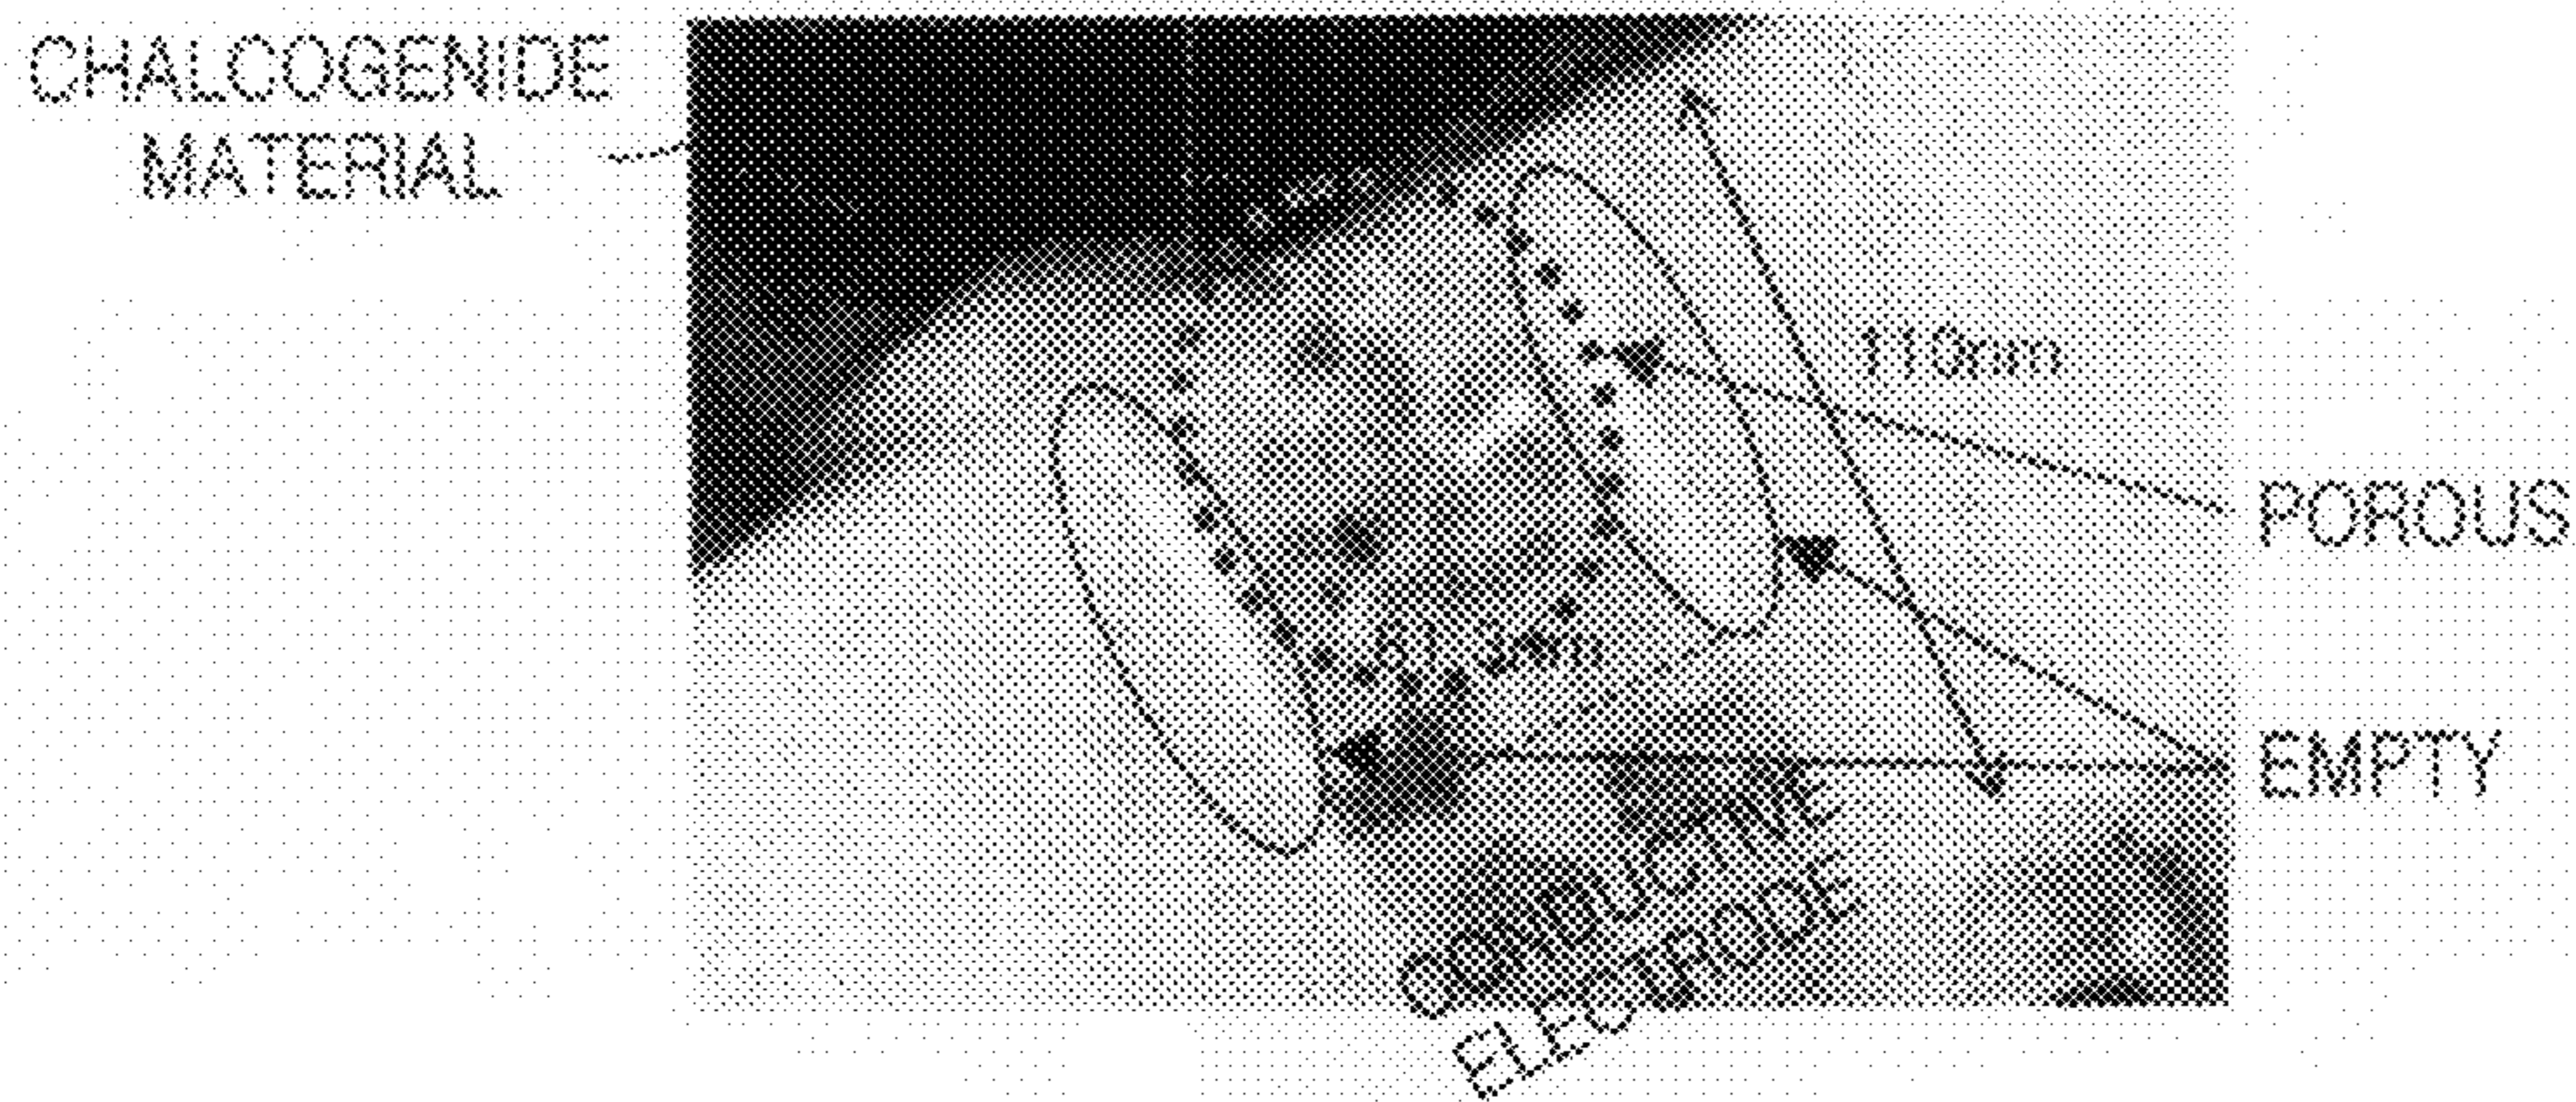 CHALCOGENIDE
MATERIAL
110nm
POROUS
EMPTY
CONDUCTIVE
ELECTRODE